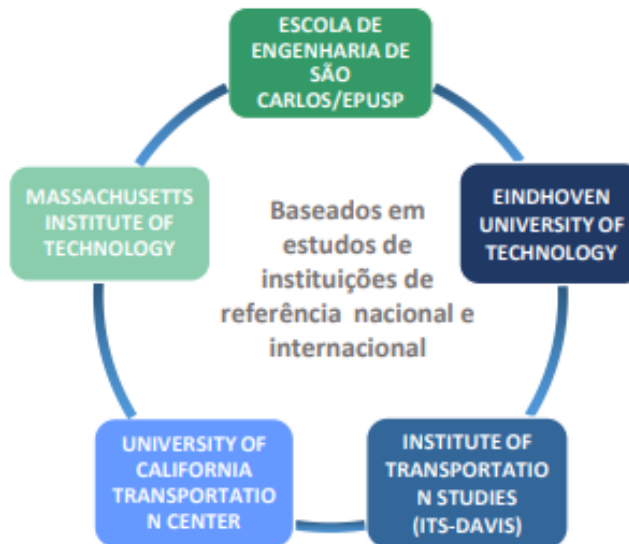 ESCOLA DE
ENGENHARIA DE
SÃO
CARLOS/EPUSP
MASSACHUSETTS
INSTITUTE OF
TECHNOLOGY
EINDHOVEN
UNIVERSITY OF
TECHNOLOGY
Baseados em
estudos de
instituições de
referência nacional e
internacional
UNIVERSITY OF
CALIFORNIA
TRANSPORTATIO
N CENTER
INSTITUTE OF
TRANSPORTATIO
N STUDIES
(ITS-DAVIS)